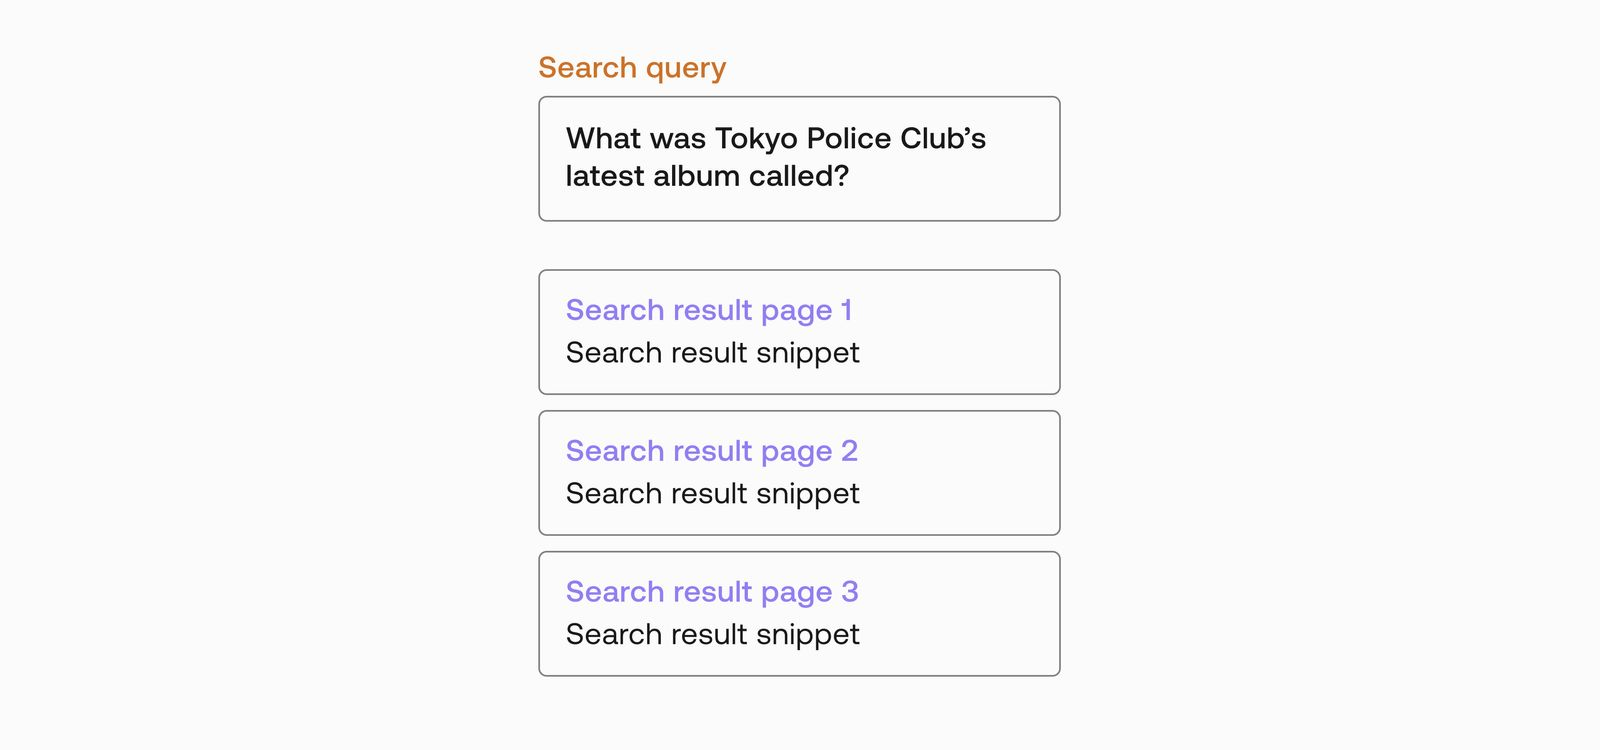 Search query
What was Tokyo Police Club’s
latest album called?
Search result page 1
Search result snippet
Search result page 2
Search result snippet
Search result page 3
Search result snippet